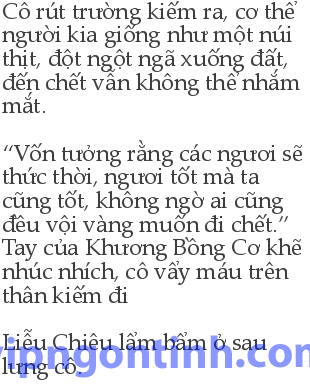 Cô rút trường kiếm ra, cơ thể
người kia giống như một núi
thịt, đột ngột ngã xuống đất,
đến chết vẫn không thể nhắm
mắt.
“Vốn tưởng rằng các ngươi sẽ
thức thời, ngươi tốt mà ta
cũng tốt, không ngờ ai cũng
đều vội vàng muốn đi chết.”
Tay của Khương Bồng Cơ khẽ
nhúc nhích, cô vẩy máu trên
thân kiếm đi
Liễu Chiêu lẩm bẩm ở sau
lưng cô.
vipngontinh.com